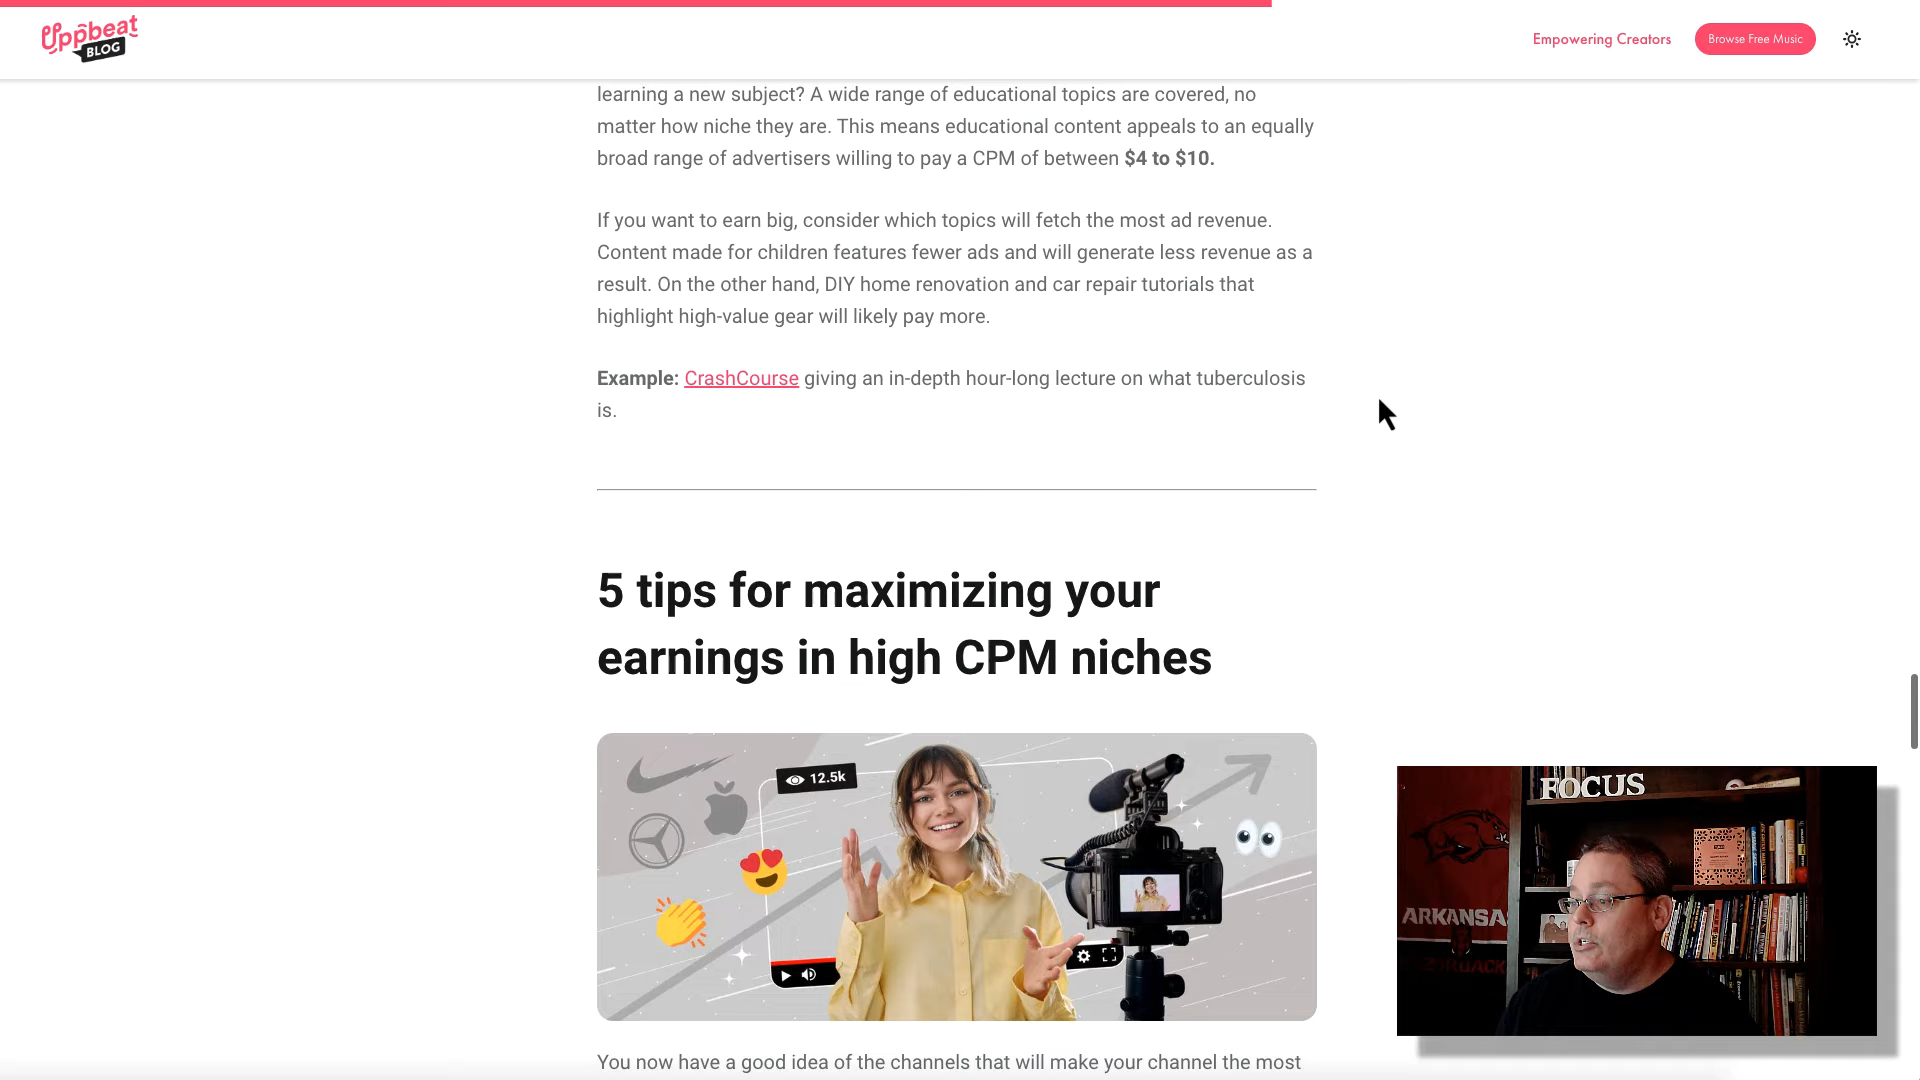 Uppbeat
BLOG
Empowering Creators
Browse Free Music
learning a new subject? A wide range of educational topics are covered, no
matter how niche they are. This means educational content appeals to an equally
broad range of advertisers willing to pay a CPM of between $4 to $10.
If you want to earn big, consider which topics will fetch the most ad revenue.
Content made for children features fewer ads and will generate less revenue as a
result. On the other hand, DIY home renovation and car repair tutorials that
highlight high-value gear will likely pay more.
Example: CrashCourse giving an in-depth hour-long lecture on what tuberculosis
is.
5 tips for maximizing your
earnings in high CPM niches
12.5k
FOCUS
ARKANSA
You now have a good idea of the channels that will make your channel the most